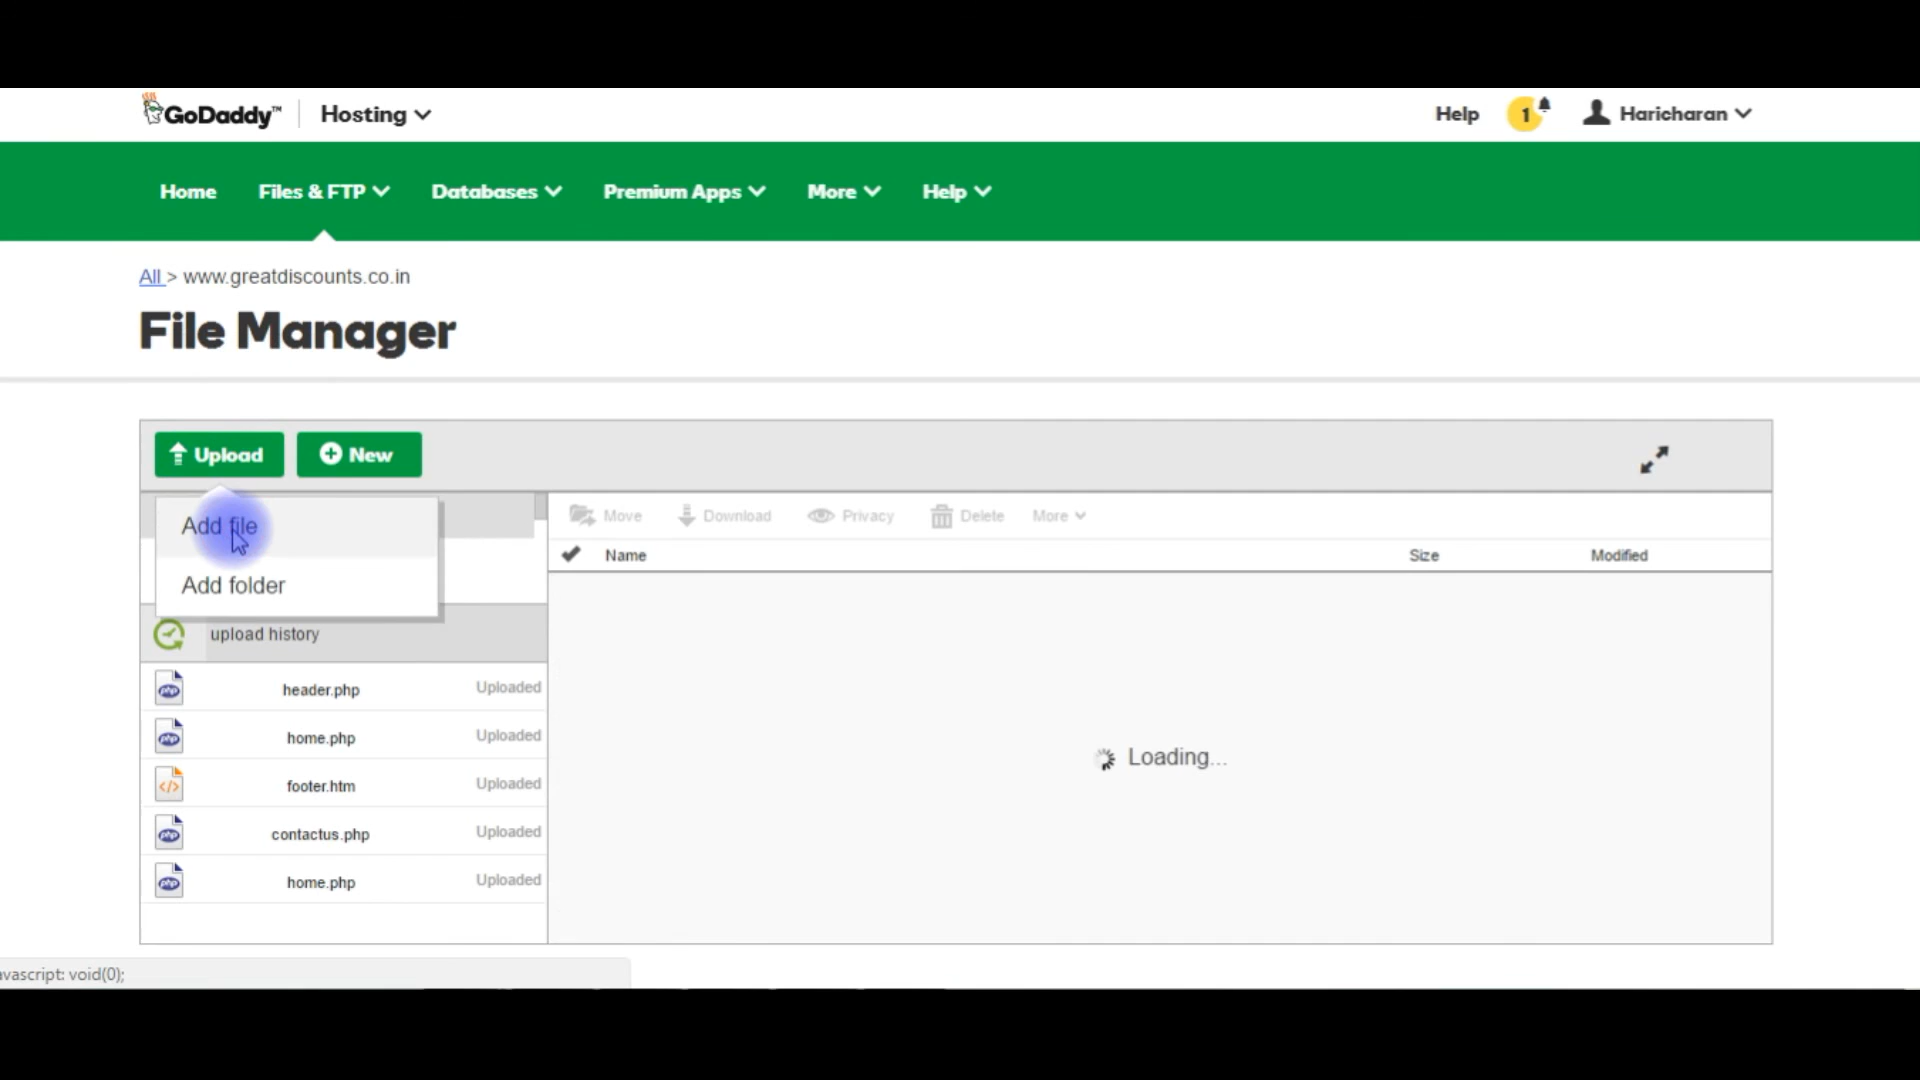 GoDaddy™ Hosting Help 1 Haricharan
Home Files & FTP Databases Premium Apps More Help
All > www.greatdiscounts.co.in
File Manager
Upload New
Add file
Add folder
Move Download Privacy Delete More
Name Size Modified
upload history
header.php Uploaded
home.php Uploaded
footer.htm Uploaded
contactus.php Uploaded
home.php Uploaded
Loading...
avascript: void(0);